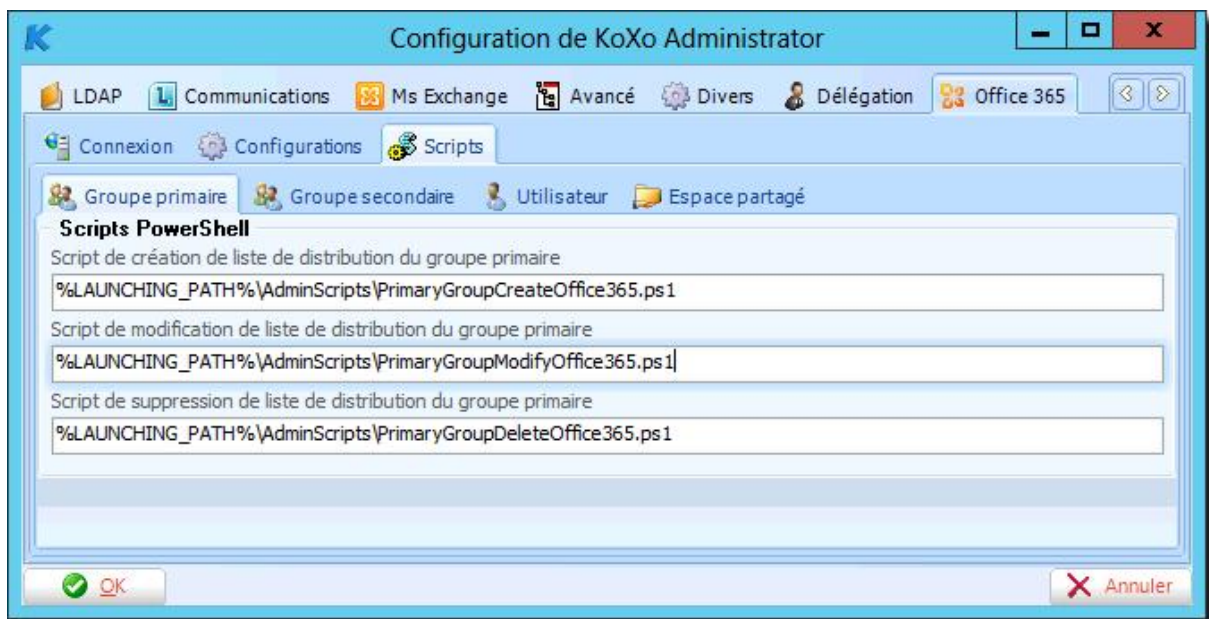 Configuration de KoXo Administrator
LDAP Communications Ms Exchange Avancé Divers Délégation Office 365
Connexion Configurations Scripts
Groupe primaire Groupe secondaire Utilisateur Espace partagé
Scripts PowerShell
Script de création de liste de distribution du groupe primaire
%LAUNCHING_PATH%\AdminScripts\PrimaryGroupCreateOffice365.ps1
Script de modification de liste de distribution du groupe primaire
%LAUNCHING_PATH%\AdminScripts\PrimaryGroupModifyOffice365.ps1
Script de suppression de liste de distribution du groupe primaire
%LAUNCHING_PATH%\AdminScripts\PrimaryGroupDeleteOffice365.ps1
OK Annuler